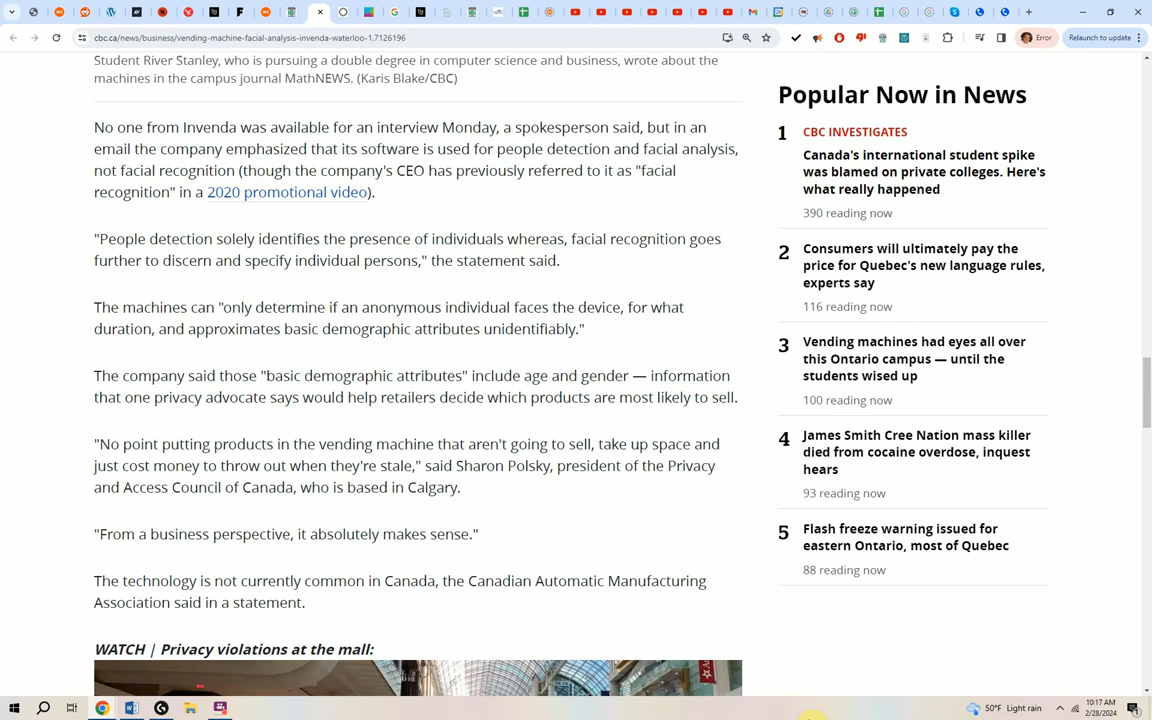 cbc.ca/news/business/vending-machine-facial-analysis-invenda-waterloo-1.7126196
Error
Relaunch to update
Student River Stanley, who is pursuing a double degree in computer science and business, wrote about the
machines in the campus journal MathNEWS. (Karis Blake/CBC)
No one from Invenda was available for an interview Monday, a spokesperson said, but in an
email the company emphasized that its software is used for people detection and facial analysis,
not facial recognition (though the company's CEO has previously referred to it as "facial
recognition" in a 2020 promotional video).
"People detection solely identifies the presence of individuals whereas, facial recognition goes
further to discern and specify individual persons," the statement said.
The machines can "only determine if an anonymous individual faces the device, for what
duration, and approximates basic demographic attributes unidentifiably."
The company said those "basic demographic attributes" include age and gender — information
that one privacy advocate says would help retailers decide which products are most likely to sell.
"No point putting products in the vending machine that aren't going to sell, take up space and
just cost money to throw out when they're stale," said Sharon Polsky, president of the Privacy
and Access Council of Canada, who is based in Calgary.
"From a business perspective, it absolutely makes sense."
The technology is not currently common in Canada, the Canadian Automatic Manufacturing
Association said in a statement.
WATCH | Privacy violations at the mall:
Popular Now in News
1
CBC INVESTIGATES
Canada's international student spike
was blamed on private colleges. Here's
what really happened
390 reading now
2
Consumers will ultimately pay the
price for Quebec's new language rules,
experts say
116 reading now
3
Vending machines had eyes all over
this Ontario campus — until the
students wised up
100 reading now
4
James Smith Cree Nation mass killer
died from cocaine overdose, inquest
hears
93 reading now
5
Flash freeze warning issued for
eastern Ontario, most of Quebec
88 reading now
50°F Light rain
10:17 AM
2/28/2024